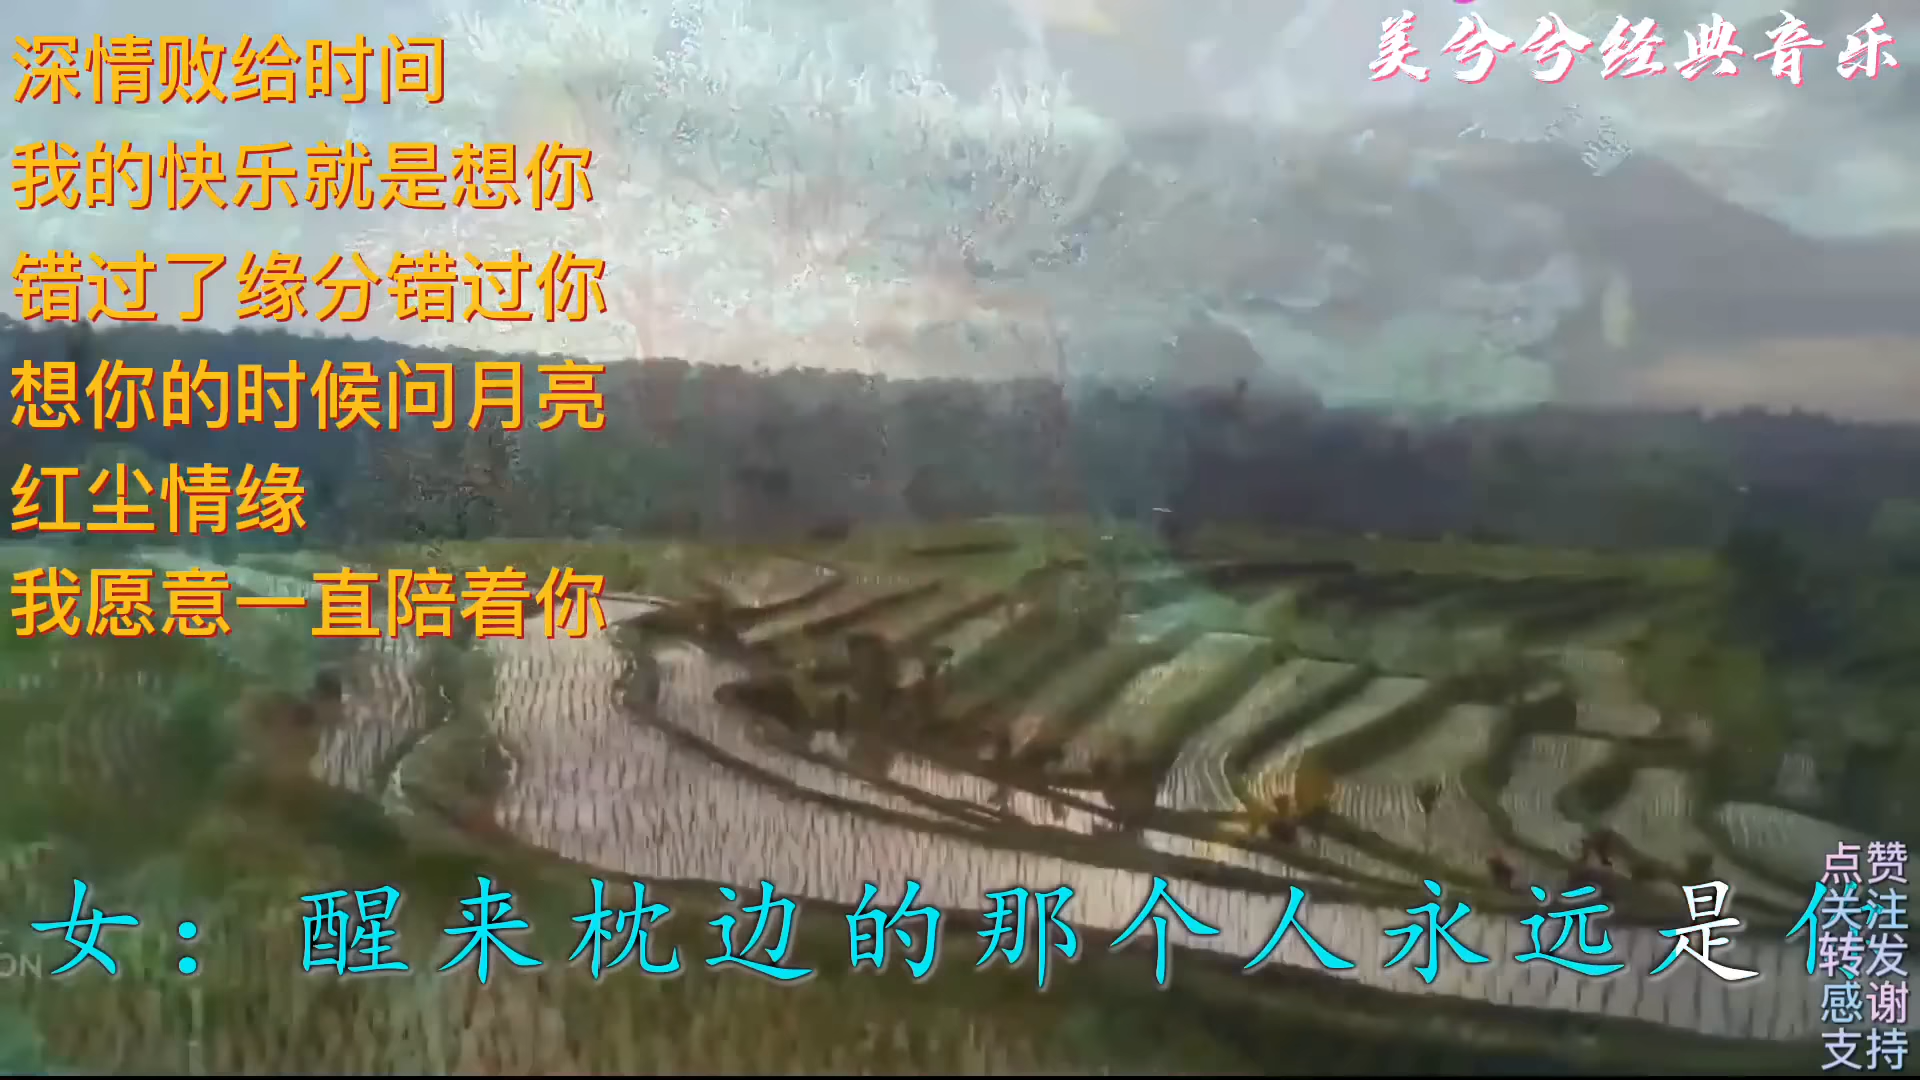 深情败给时间
我的快乐就是想你
错过了缘分错过你
想你的时候问月亮
红尘情缘
我愿意一直陪着你
美兮兮经典音乐
女：醒来枕边的那个人永远是你
点赞
关注
转发
感谢
支持
ON